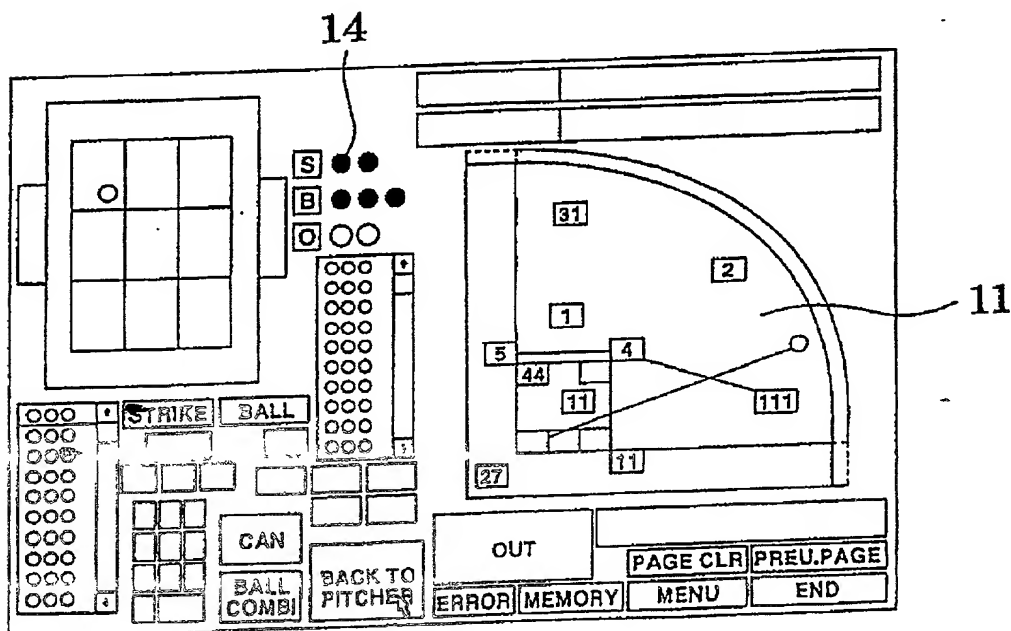 14
S
B
O
31
2
1
11
5
4
44
11
111
27
11
STRIKE BALL
CAN
BALL
COMBI
BACK TO
PITCHER
OUT
ERROR MEMORY
PAGE CLR PREU.PAGE
MENU END